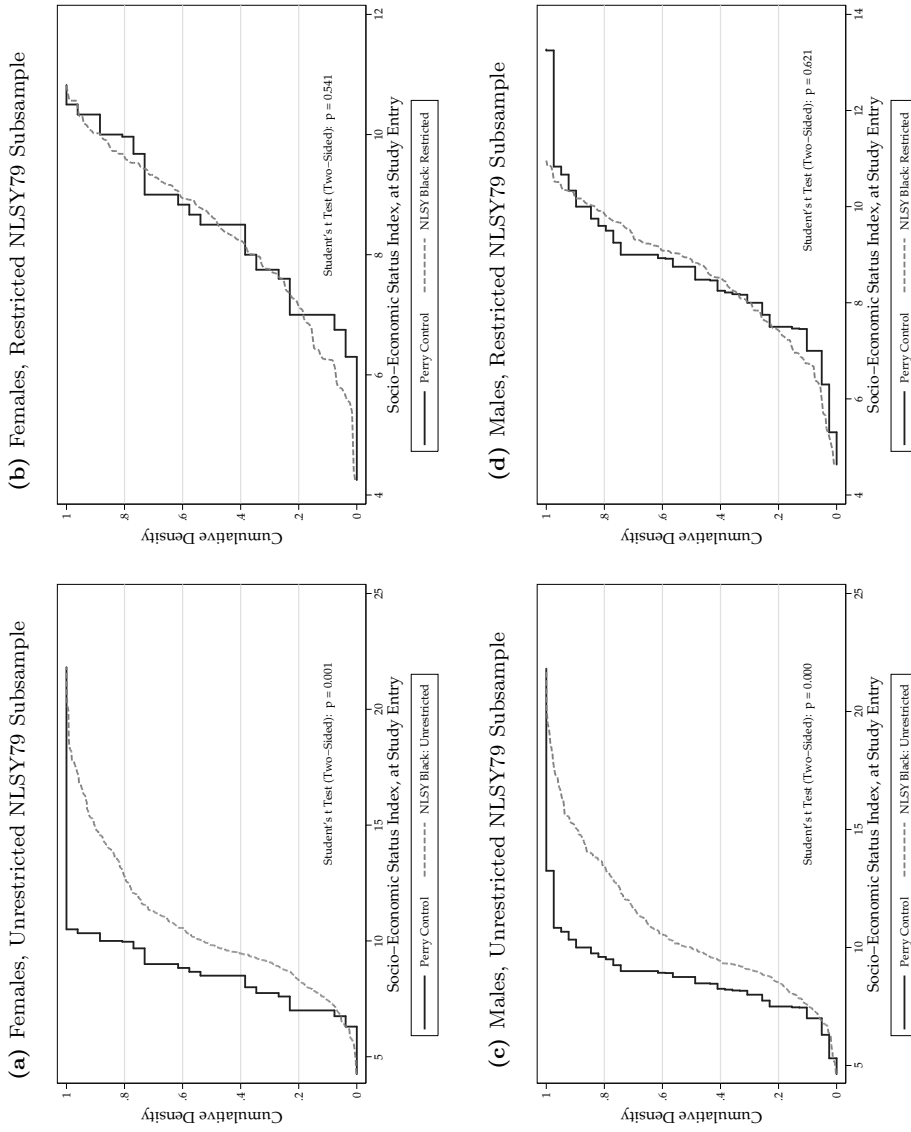 (a) Females, Unrestricted NLSY79 Subsample
1
.8
.6
.4
.2
0
Cumulative Density
Student's t Test (Two−Sided): p = 0.001
5
10
15
20
25
Socio−Economic Status Index, at Study Entry
Perry Control
NLSY Black: Unrestricted
(b) Females, Restricted NLSY79 Subsample
1
.8
.6
.4
.2
0
Cumulative Density
Student's t Test (Two−Sided): p = 0.541
4
6
8
10
12
Socio−Economic Status Index, at Study Entry
Perry Control
NLSY Black: Restricted
(c) Males, Unrestricted NLSY79 Subsample
1
.8
.6
.4
.2
0
Cumulative Density
Student's t Test (Two−Sided): p = 0.000
5
10
15
20
25
Socio−Economic Status Index, at Study Entry
Perry Control
NLSY Black: Unrestricted
(d) Males, Restricted NLSY79 Subsample
1
.8
.6
.4
.2
0
Cumulative Density
Student's t Test (Two−Sided): p = 0.621
4
6
8
10
12
14
Socio−Economic Status Index, at Study Entry
Perry Control
NLSY Black: Restricted